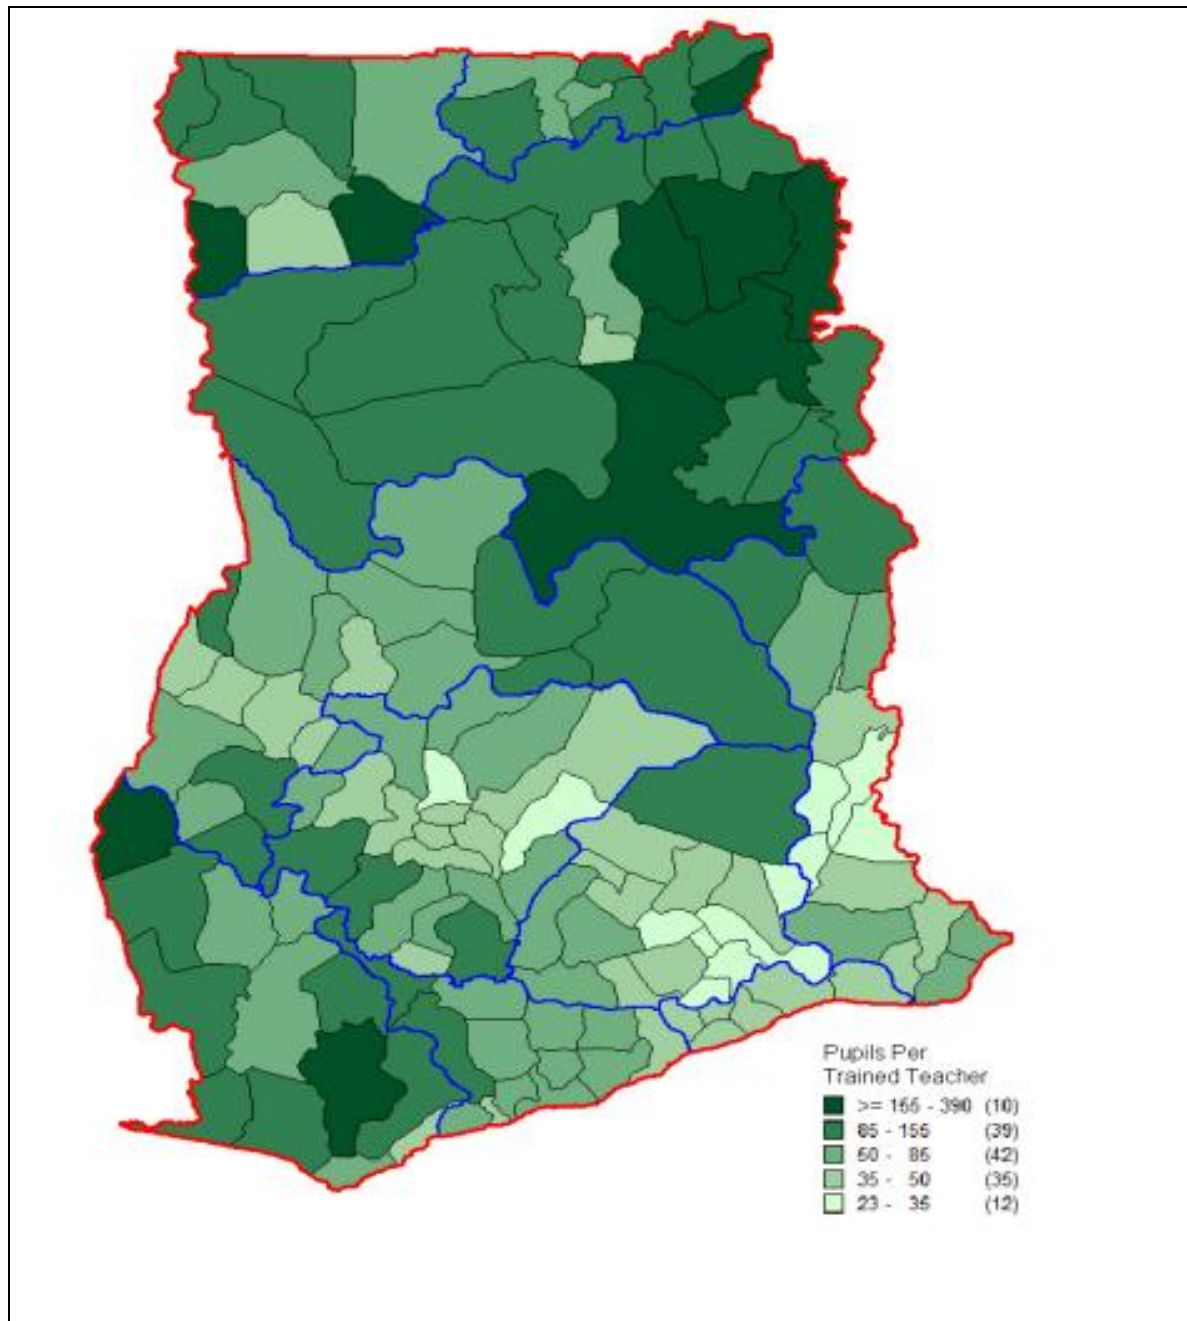 Pupils Per
Trained Teacher
>= 155 - 390 (10)
85 - 155 (39)
50 - 85 (42)
35 - 50 (35)
23 - 35 (12)